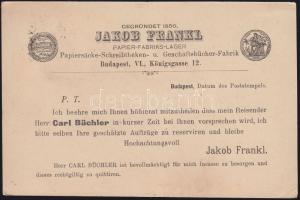 GEGRÜNDET 1850.
JAKOB FRANKL
PAPIER-FABRIKS-LAGER
Papiersäcke-Schreibtheken- u. Geschäftsbücher-Fabrik
Budapest, VI., Königsgasse 12.
Budapest, Datum des Poststempels.
P. T.
Ich beehre mich Ihnen höflichst mitzutheilen dass mein Reisender
Herr Carl Büchler in kurzer Zeit bei Ihnen vorsprechen wird, ich
bitte selben Ihre geschätzte Aufträge zu reserviren und bleibe
Hochachtungsvoll
Jakob Frankl.
Herr CARL BÜCHLER ist bevollmächtigt für mich Incasso zu besorgen und
dieses rechtsgiltig zu quittiren.